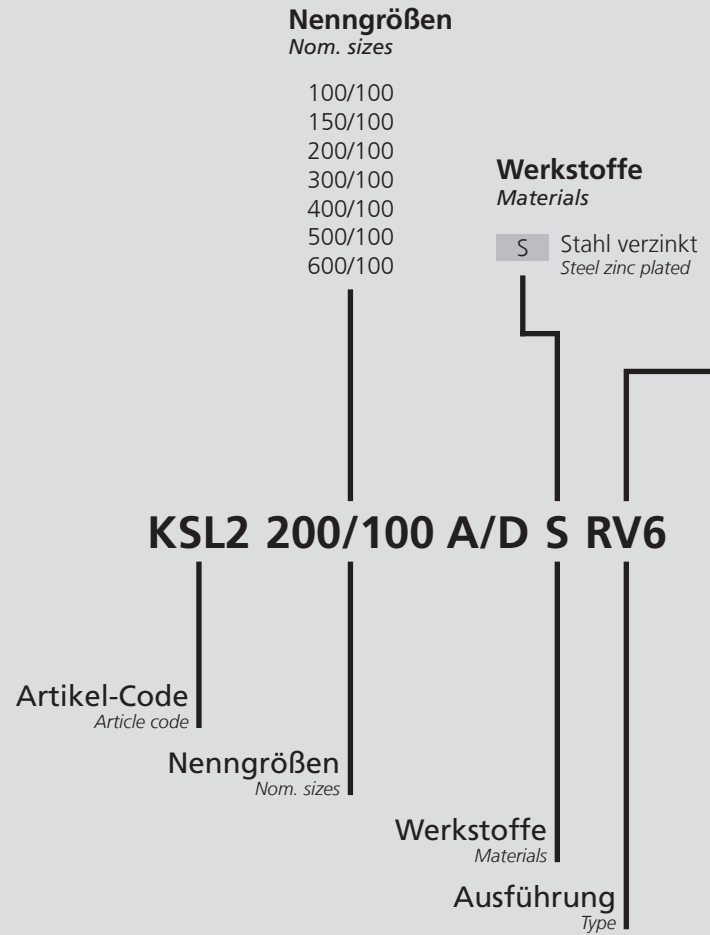 Nenngrößen
Nom. sizes
100/100
150/100
200/100
300/100
400/100
500/100
600/100
Werkstoffe
Materials
S Stahl verzinkt
Steel zinc plated
KSL2 200/100 A/D S RV6
Artikel-Code
Article code
Nenngrößen
Nom. sizes
Werkstoffe
Materials
Ausführung
Type